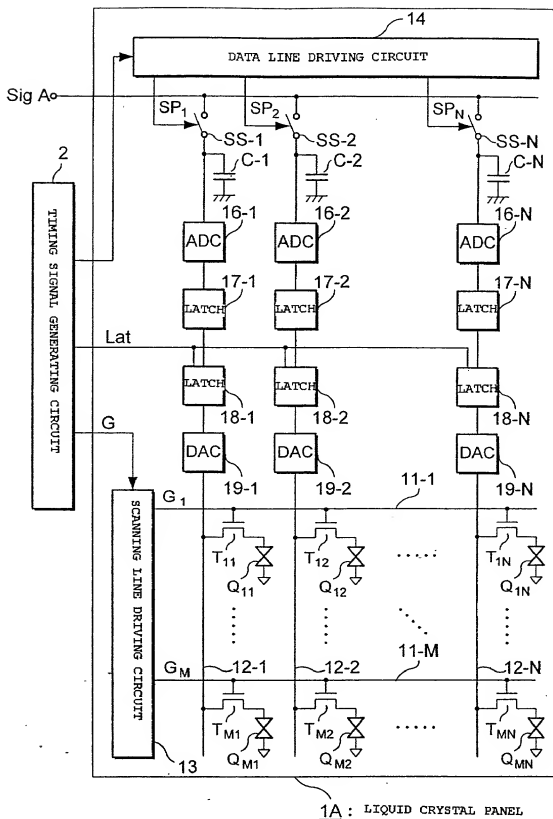 14
DATA LINE DRIVING CIRCUIT
Sig A
SP1 SP2 SPN
SS-1 SS-2 SS-N
2
C-1 C-2 C-N
TIMING SIGNAL GENERATING CIRCUIT
16-1 16-2 16-N
ADC ADC ADC
17-1 17-2 17-N
LATCH LATCH LATCH
Lat
LATCH LATCH LATCH
18-1 18-2 18-N
G
DAC DAC DAC
19-1 19-2 11-1 19-N
G1
SCANNING LINE DRIVING CIRCUIT
T11 T12 T1N
Q11 Q12 Q1N
GM 12-1 12-2 11-M 12-N
TM1 TM2 TMN
13 QM1 QM2 QMN
1A : LIQUID CRYSTAL PANEL